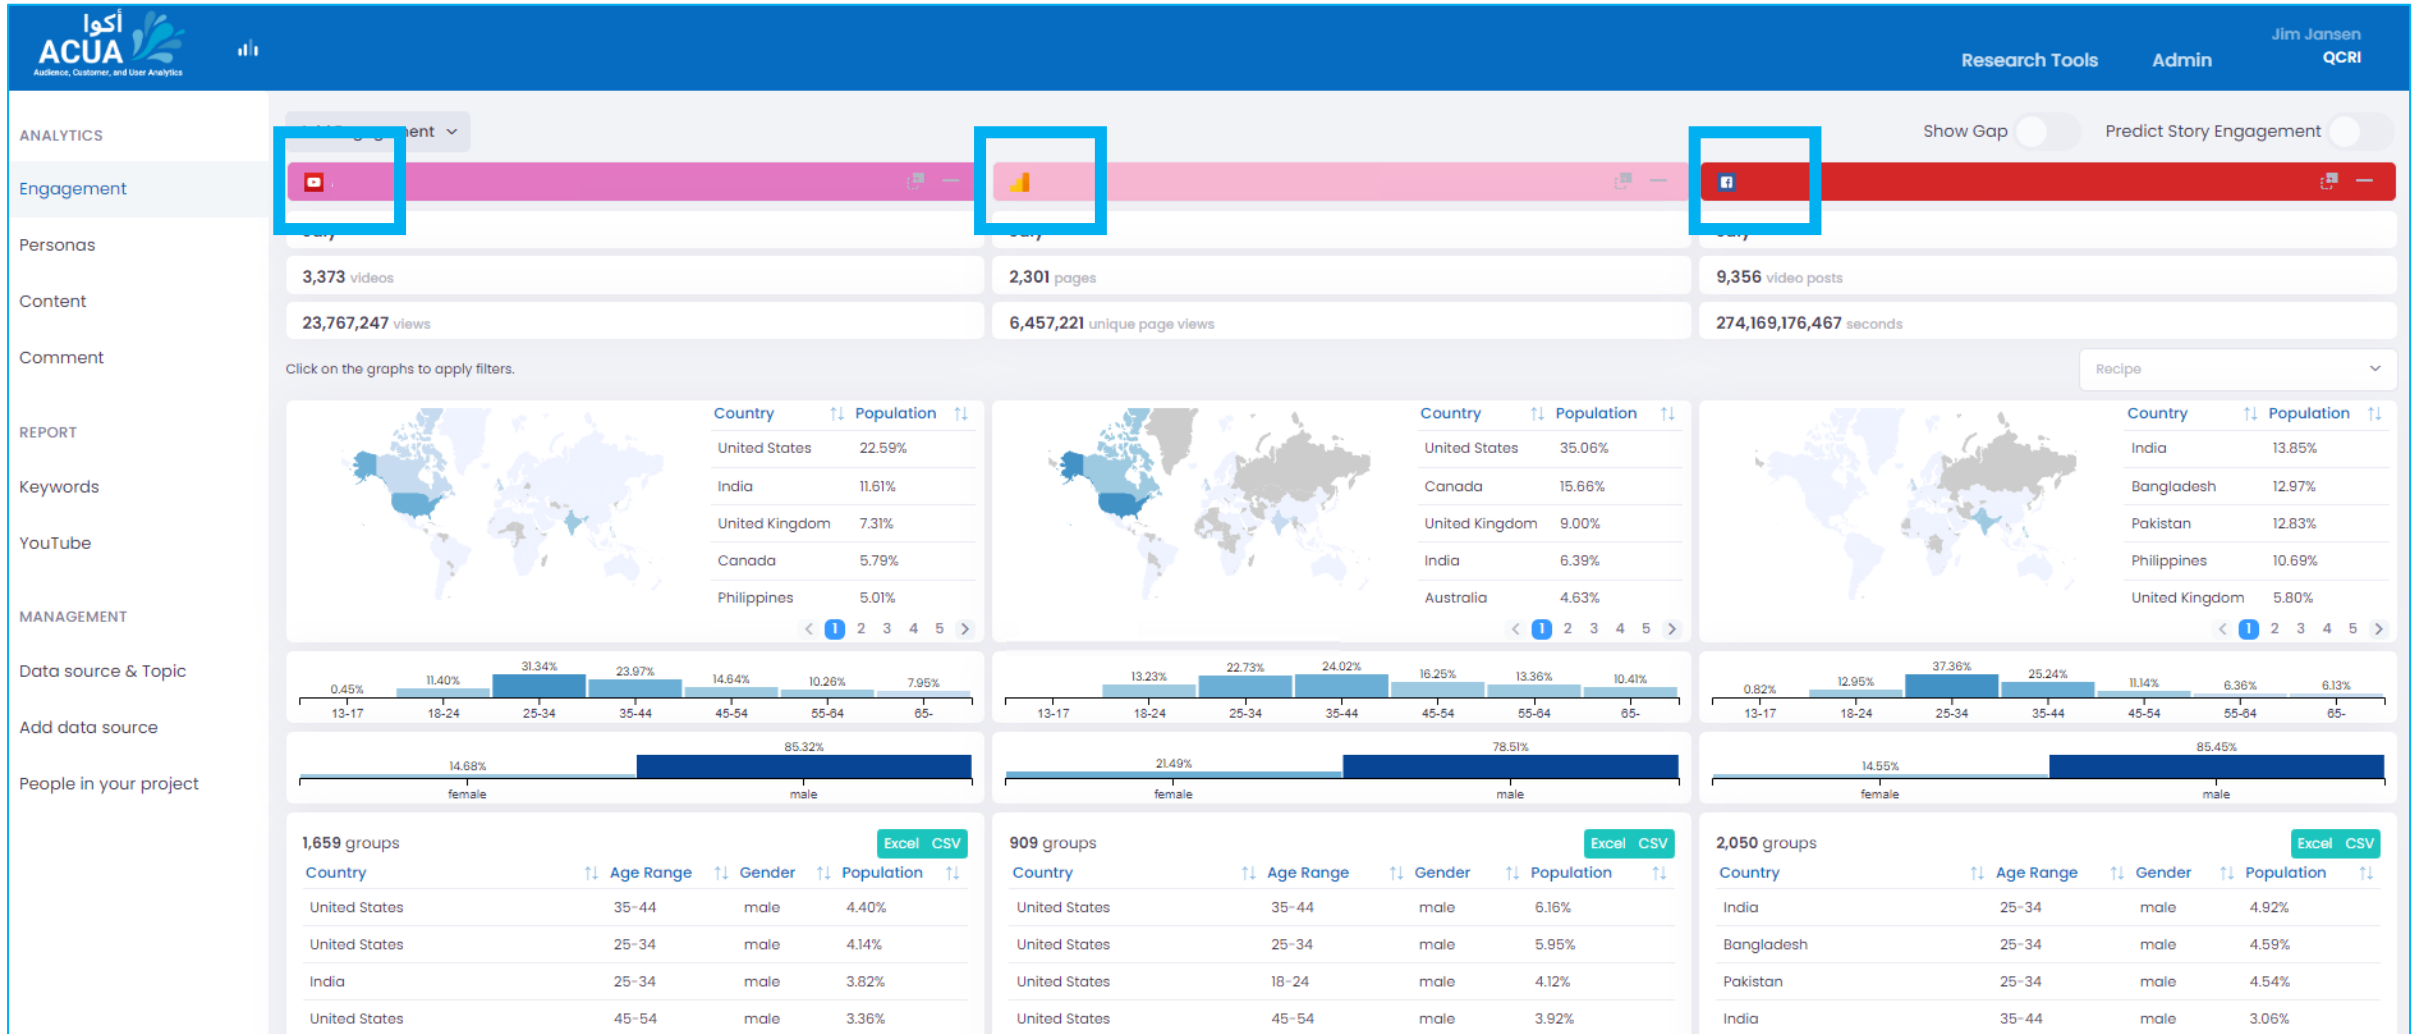 أكوا
ACUA
Audience, Customer, and User Analytics
Research Tools
Admin
Jim Jansen
QCRI
ANALYTICS
Engagement
Personas
Content
Comment
REPORT
Keywords
YouTube
MANAGEMENT
Data source & Topic
Add data source
People in your project
Show Gap
Predict Story Engagement
3,373 videos
23,767,247 views
2,301 pages
6,457,221 unique page views
9,356 video posts
274,169,176,467 seconds
Click on the graphs to apply filters.
Recipe
Country Population
United States 22.59%
India 11.61%
United Kingdom 7.31%
Canada 5.79%
Philippines 5.01%
< 1 2 3 4 5 >
Country Population
United States 35.06%
Canada 15.66%
United Kingdom 9.00%
India 6.39%
Australia 4.63%
< 1 2 3 4 5 >
Country Population
India 13.85%
Bangladesh 12.97%
Pakistan 12.83%
Philippines 10.69%
United Kingdom 5.80%
< 1 2 3 4 5 >
0.45% 11.40% 31.34% 23.97% 14.64% 10.26% 7.95%
13-17 18-24 25-34 35-44 45-54 55-64 65-
13.23% 22.73% 24.02% 16.25% 13.36% 10.41%
13-17 18-24 25-34 35-44 45-54 55-64 65-
0.82% 12.95% 37.36% 25.24% 11.14% 6.36% 6.13%
13-17 18-24 25-34 35-44 45-54 55-64 65-
14.68% 85.32%
female male
21.49% 78.51%
female male
14.55% 85.45%
female male
1,659 groups Excel CSV
Country Age Range Gender Population
United States 35-44 male 4.40%
United States 25-34 male 4.14%
India 25-34 male 3.82%
United States 45-54 male 3.36%
909 groups Excel CSV
Country Age Range Gender Population
United States 35-44 male 6.16%
United States 25-34 male 5.95%
United States 18-24 male 4.12%
United States 45-54 male 3.92%
2,050 groups Excel CSV
Country Age Range Gender Population
India 25-34 male 4.92%
Bangladesh 25-34 male 4.59%
Pakistan 25-34 male 4.54%
India 35-44 male 3.06%